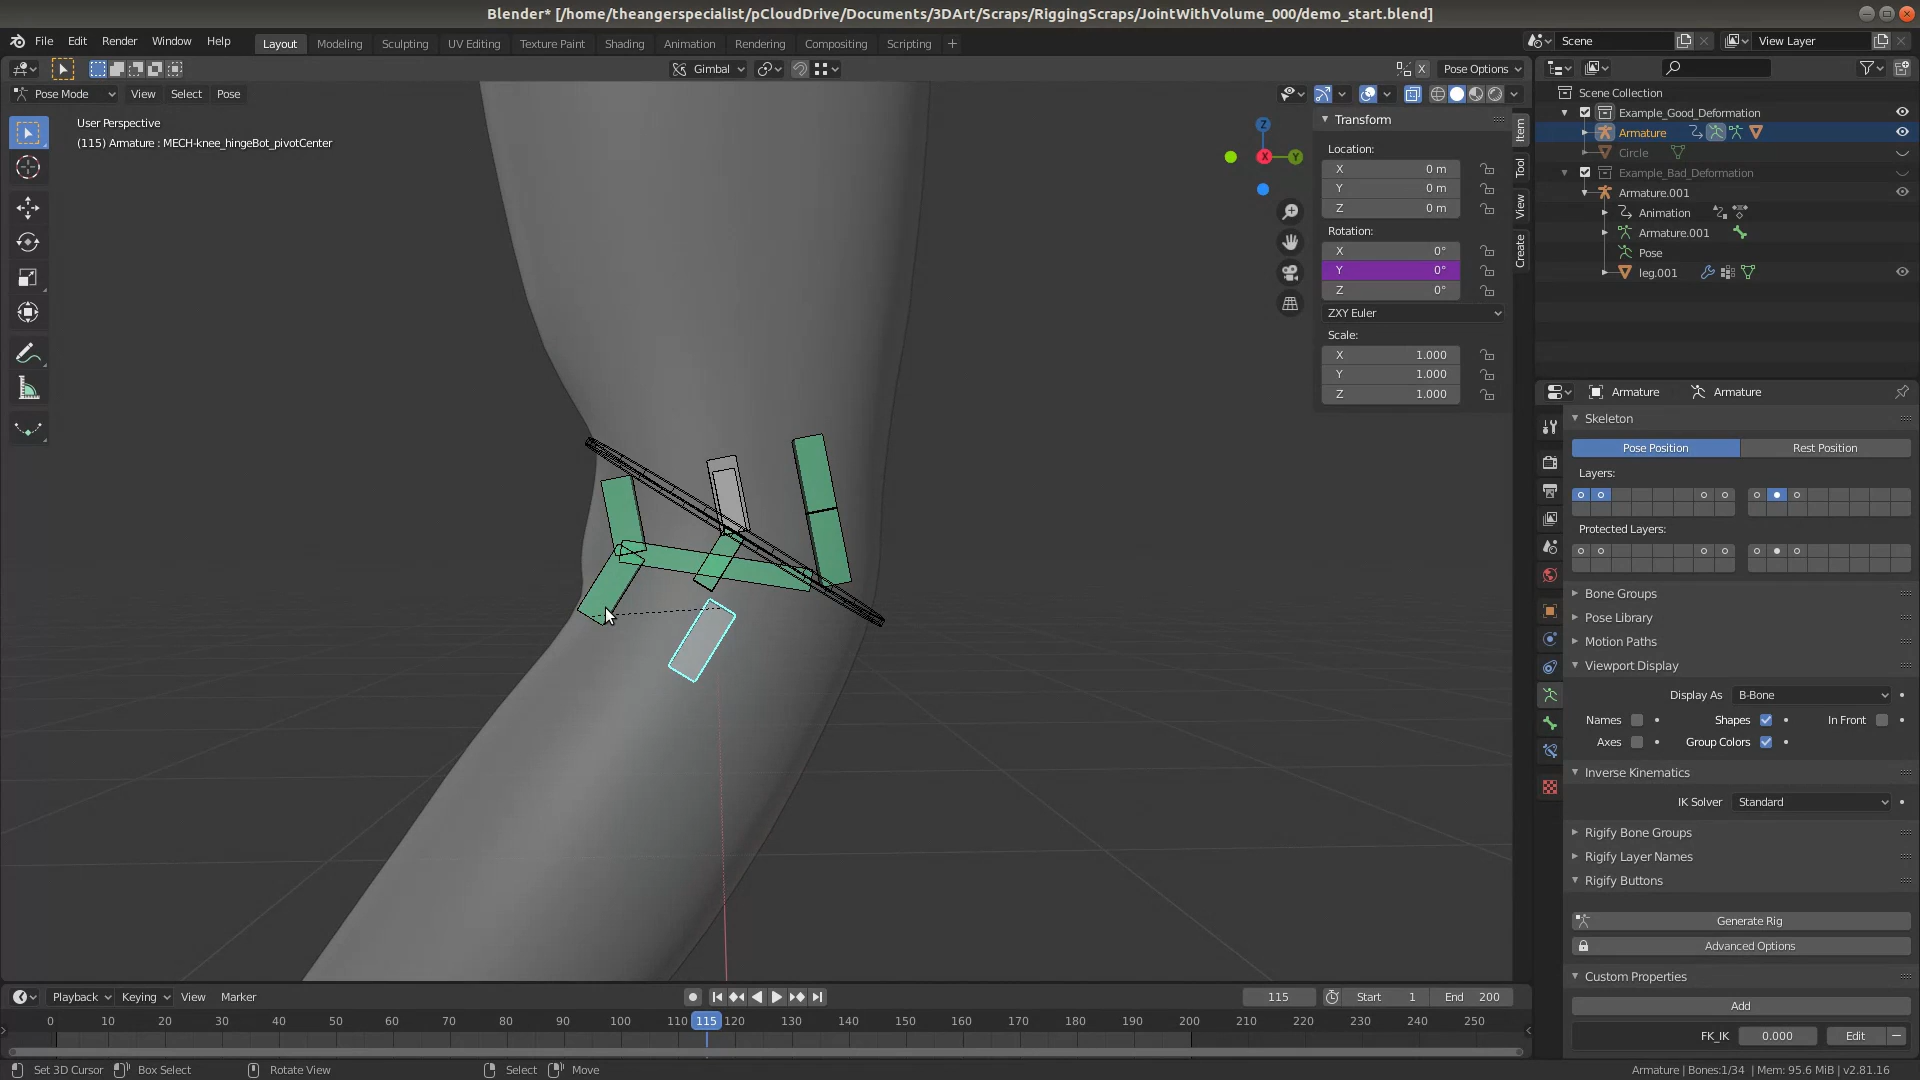 Blender* [/home/theangerspecialist/pCloudDrive/Documents/3DArt/Scraps/RiggingScraps/JointWithVolume_000/demo_start.blend]
File Edit Render Window Help Layout Modeling Sculpting UV Editing Texture Paint Shading Animation Rendering Compositing Scripting + Scene View Layer
Gimbal X Pose Options
Pose Mode View Select Pose
User Perspective
(115) Armature : MECH-knee_hingeBot_pivotCenter
Z
X
Y
Transform
Location:
X 0 m
Y 0 m
Z 0 m
Rotation:
X 0°
Y 0°
Z 0°
ZXY Euler
Scale:
X 1.000
Y 1.000
Z 1.000
Item
Tool
View
Create
Scene Collection
Example_Good_Deformation
Armature
Circle
Example_Bad_Deformation
Armature.001
Animation
Armature.001
Pose
leg.001
Armature Armature
Skeleton
Pose Position Rest Position
Layers:
Protected Layers:
Bone Groups
Pose Library
Motion Paths
Viewport Display
Display As B-Bone
Names Shapes In Front
Axes Group Colors
Inverse Kinematics
IK Solver Standard
Rigify Bone Groups
Rigify Layer Names
Rigify Buttons
Generate Rig
Advanced Options
Custom Properties
Add
FK_IK 0.000 Edit
Playback Keying View Marker 115 Start 1 End 200
0 10 20 30 40 50 60 70 80 90 100 110 115 120 130 140 150 160 170 180 190 200 210 220 230 240 250
Set 3D Cursor Box Select Rotate View Select Move Armature | Bones:1/34 | Mem: 95.6 MiB | v2.81.16